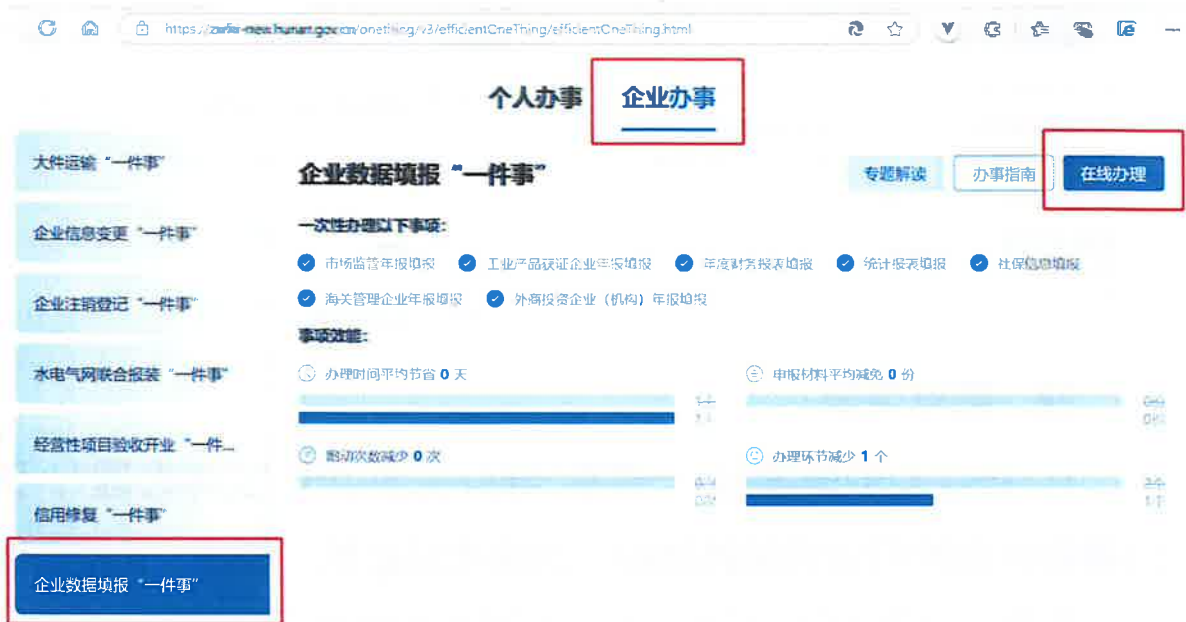 个人办事 企业办事
大件运输“一件事”
企业信息变更“一件事”
企业注销登记“一件事”
水电气网联合报装“一件事”
经营性项目验收开业“一件...
信用修复“一件事”
企业数据填报“一件事”
企业数据填报“一件事”
专题解读 办事指南 在线办理
一次性办理以下事项：
市场监管年报填报 工业产品获证企业年报填报 年度财务报表填报 统计报表填报 社保信息填报
海关管理企业年报填报 外商投资企业（机构）年报填报
事项效能：
办理时间平均节省 0 天
申报材料平均减免 0 份
跑动次数减少 0 次
办理环节减少 1 个